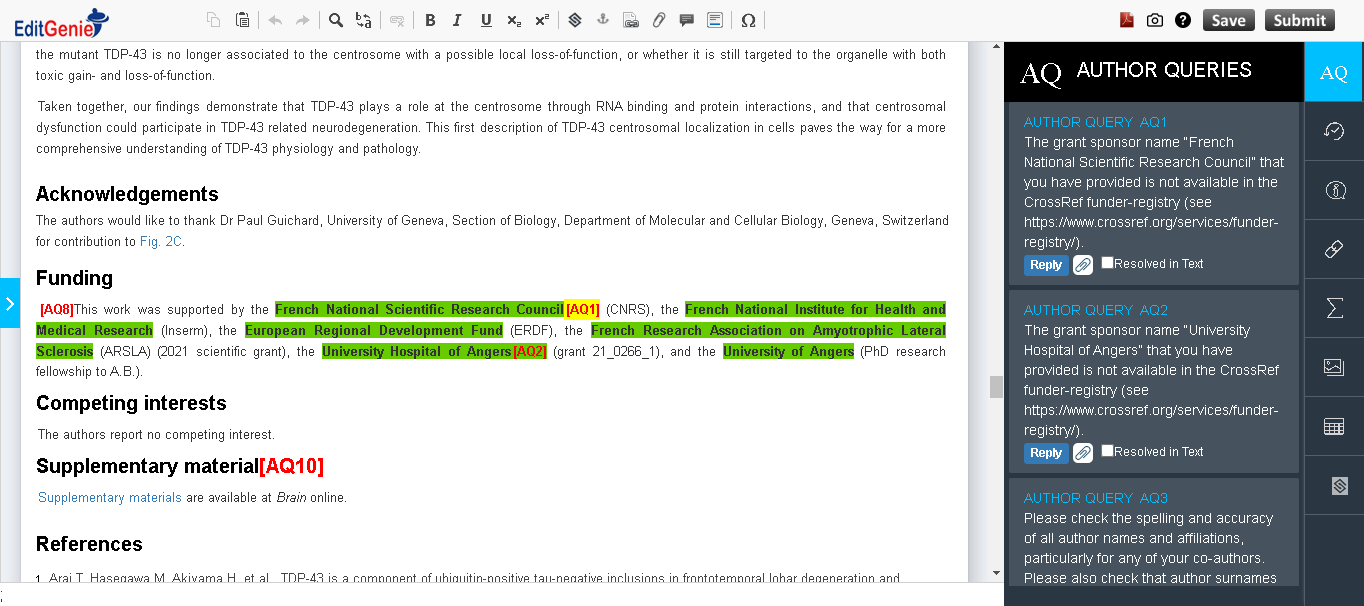 EditGenie
B I U x₂ x² Ω
Save Submit
the mutant TDP-43 is no longer associated to the centrosome with a possible local loss-of-function, or whether it is still targeted to the organelle with both
toxic gain- and loss-of-function.
Taken together, our findings demonstrate that TDP-43 plays a role at the centrosome through RNA binding and protein interactions, and that centrosomal
dysfunction could participate in TDP-43 related neurodegeneration. This first description of TDP-43 centrosomal localization in cells paves the way for a more
comprehensive understanding of TDP-43 physiology and pathology.
Acknowledgements
The authors would like to thank Dr Paul Guichard, University of Geneva, Section of Biology, Department of Molecular and Cellular Biology, Geneva, Switzerland
for contribution to Fig. 2C.
Funding
[AQ8]This work was supported by the French National Scientific Research Council[AQ1] (CNRS), the French National Institute for Health and
Medical Research (Inserm), the European Regional Development Fund (ERDF), the French Research Association on Amyotrophic Lateral
Sclerosis (ARSLA) (2021 scientific grant), the University Hospital of Angers[AQ2] (grant 21_0266_1), and the University of Angers (PhD research
fellowship to A.B.).
Competing interests
The authors report no competing interest.
Supplementary material[AQ10]
Supplementary materials are available at Brain online.
References
1. Arai T, Hasegawa M, Akiyama H, et al.. TDP-43 is a component of ubiquitin-positive tau-negative inclusions in frontotemporal lobar degeneration and
;
AQ AUTHOR QUERIES
AQ
AUTHOR QUERY AQ1
The grant sponsor name "French
National Scientific Research Council" that
you have provided is not available in the
CrossRef funder-registry (see
https://www.crossref.org/services/funder-
registry/).
Reply Resolved in Text
AUTHOR QUERY AQ2
The grant sponsor name "University
Hospital of Angers" that you have
provided is not available in the CrossRef
funder-registry (see
https://www.crossref.org/services/funder-
registry/).
Reply Resolved in Text
AUTHOR QUERY AQ3
Please check the spelling and accuracy
of all author names and affiliations,
particularly for any of your co-authors.
Please also check that author surnames